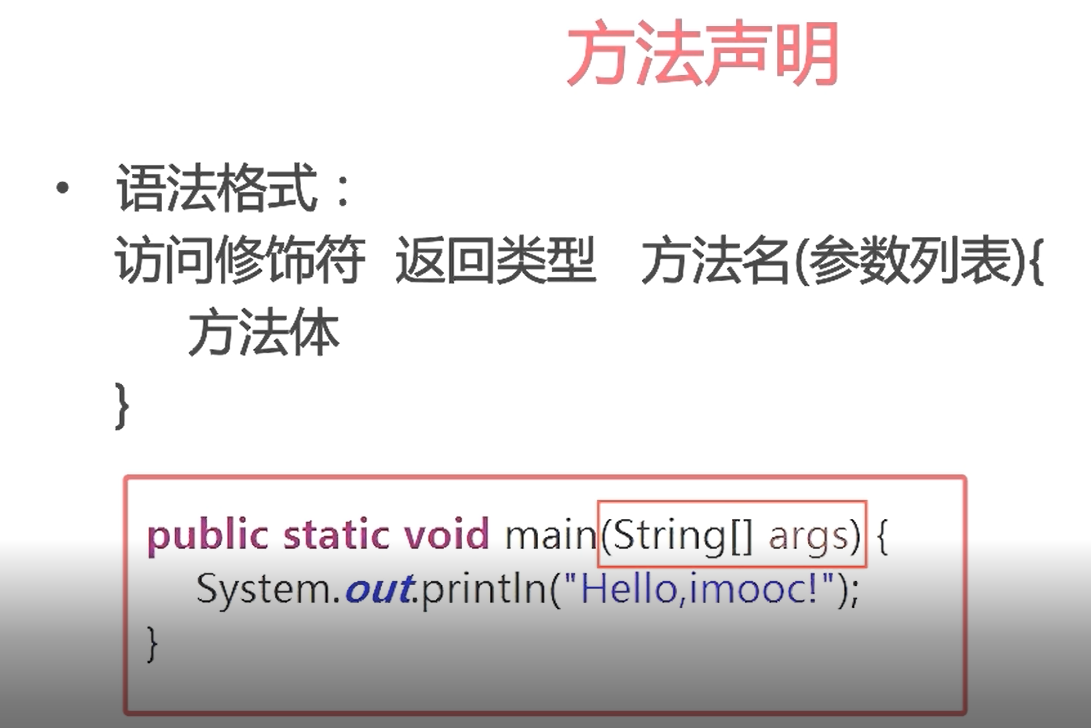 方法声明
• 语法格式：
访问修饰符 返回类型 方法名(参数列表){
方法体
}
public static void main(String[] args) {
System.out.println("Hello,imooc!");
}